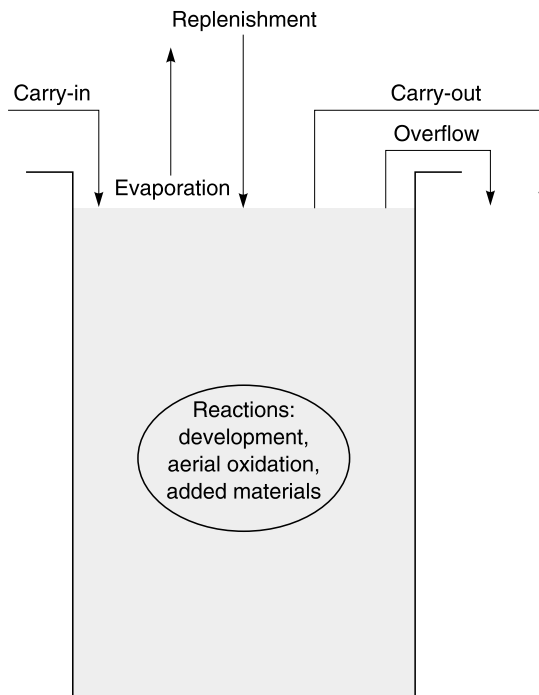 Replenishment
Carry-in
Carry-out
Overflow
Evaporation
Reactions:
development,
aerial oxidation,
added materials